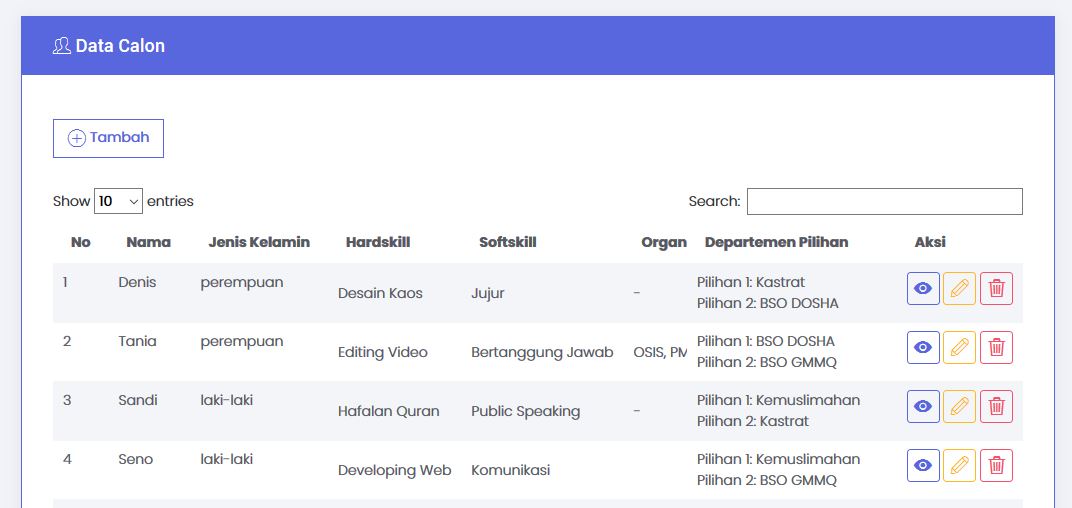 Data Calon
Tambah
Show 10 entries
Search:
No Nama Jenis Kelamin Hardskill Softskill Organ Departemen Pilihan Aksi
1 Denis perempuan Desain Kaos Jujur - Pilihan 1: Kastrat
Pilihan 2: BSO DOSHA
2 Tania perempuan Editing Video Bertanggung Jawab OSIS, PM Pilihan 1: BSO DOSHA
Pilihan 2: BSO GMMQ
3 Sandi laki-laki Hafalan Quran Public Speaking - Pilihan 1: Kemuslimahan
Pilihan 2: Kastrat
4 Seno laki-laki Developing Web Komunikasi Pilihan 1: Kemuslimahan
Pilihan 2: BSO GMMQ